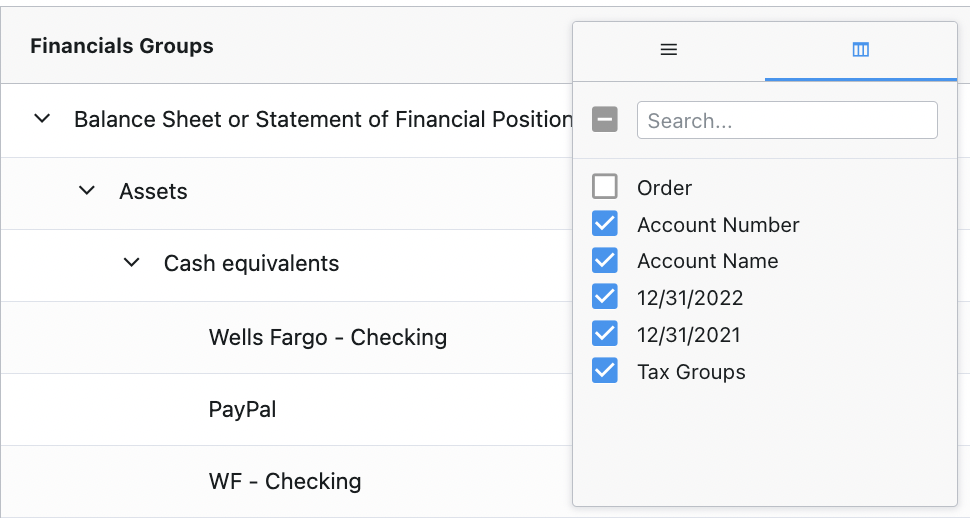 Financials Groups
Balance Sheet or Statement of Financial Position
Assets
Cash equivalents
Wells Fargo - Checking
PayPal
WF - Checking
Search...
Order
Account Number
Account Name
12/31/2022
12/31/2021
Tax Groups